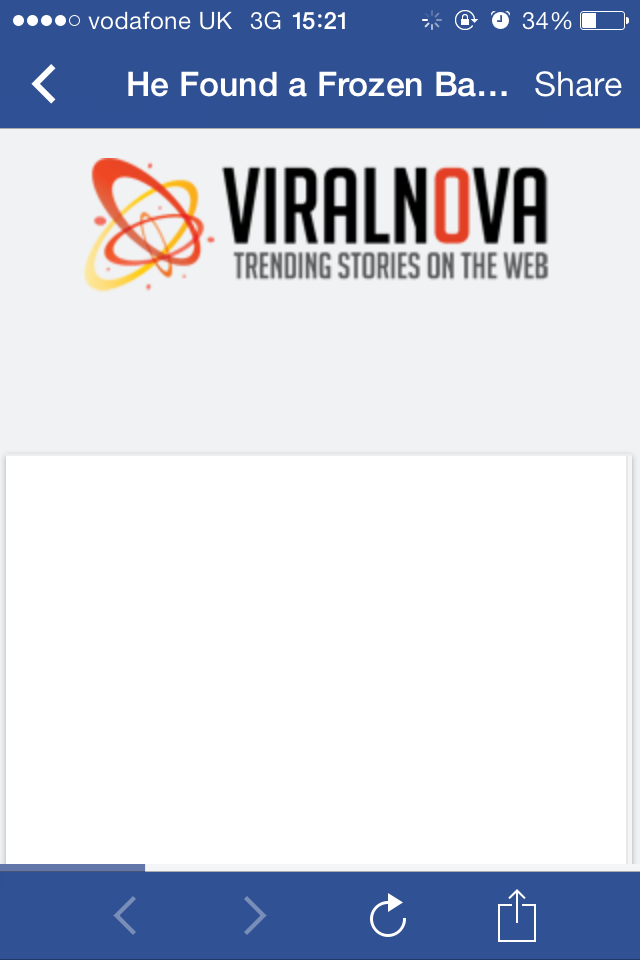 vodafone UK 3G 15:21 34%
He Found a Frozen Ba... Share
VIRALNOVA
TRENDING STORIES ON THE WEB